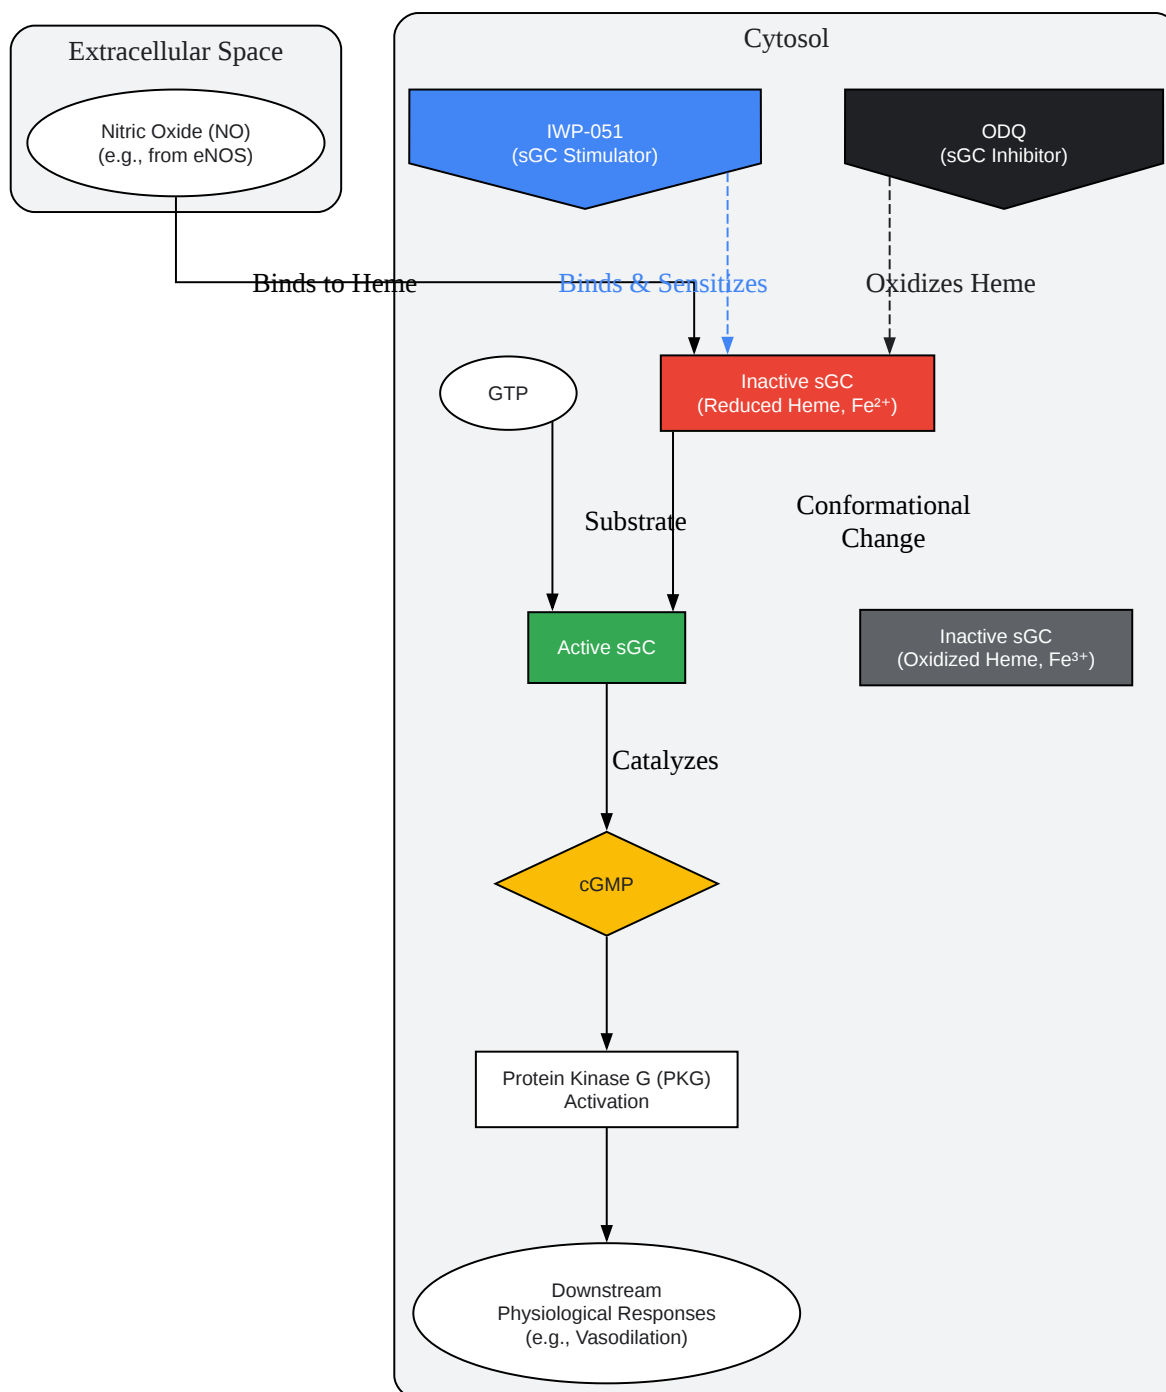 Extracellular Space
Cytosol
Nitric Oxide (NO)
(e.g., from eNOS)
IWP-051
(sGC Stimulator)
ODQ
(sGC Inhibitor)
Binds to Heme
Binds & Sensitizes
Oxidizes Heme
GTP
Inactive sGC
(Reduced Heme, Fe²⁺)
Substrate
Conformational
Change
Active sGC
Inactive sGC
(Oxidized Heme, Fe³⁺)
Catalyzes
cGMP
Protein Kinase G (PKG)
Activation
Downstream
Physiological Responses
(e.g., Vasodilation)